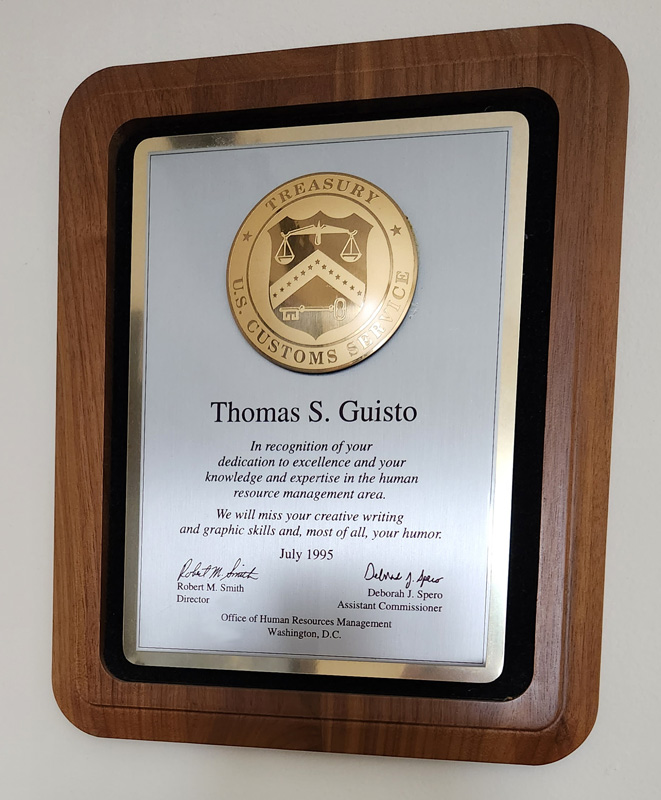 TREASURY
U.S. CUSTOMS SERVICE
Thomas S. Guisto
In recognition of your
dedication to excellence and your
knowledge and expertise in the human
resource management area.
We will miss your creative writing
and graphic skills and, most of all, your humor.
July 1995
Robert M. Smith Deborah J. Spero
Robert M. Smith Deborah J. Spero
Director Assistant Commissioner
Office of Human Resources Management
Washington, D.C.